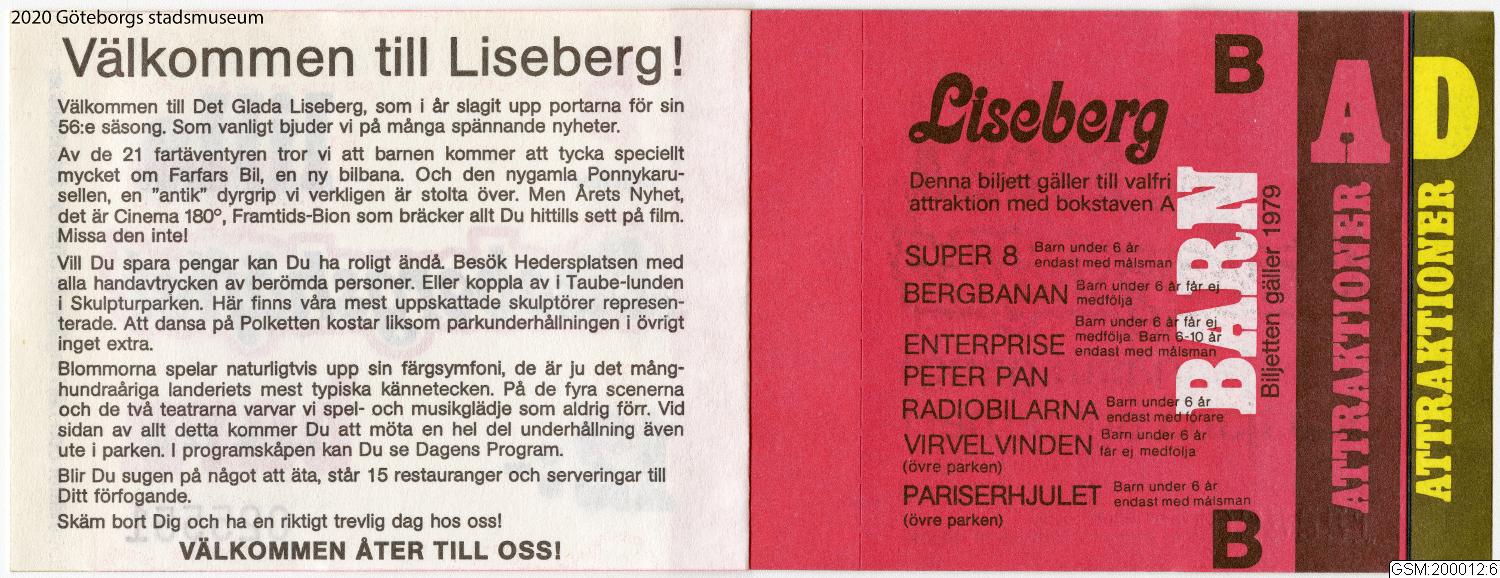 2020 Göteborgs stadsmuseum
Välkommen till Liseberg!
Välkommen till Det Glada Liseberg, som i år slagit upp portarna för sin
56:e säsong. Som vanligt bjuder vi på många spännande nyheter.
Av de 21 fartäventyren tror vi att barnen kommer att tycka speciellt
mycket om Farfars Bil, en ny bilbana. Och den nygamla Ponnykaru-
sellen, en ”antik” dyrgrip vi verkligen är stolta över. Men Årets Nyhet,
det är Cinema 180°, Framtids-Bion som bräcker allt Du hittills sett på film.
Missa den inte!
Vill Du spara pengar kan Du ha roligt ändå. Besök Hedersplatsen med
alla handavtrycken av berömda personer. Eller koppla av i Taube-lunden
i Skulpturparken. Här finns våra mest uppskattade skulptörer represen-
terade. Att dansa på Polketten kostar liksom parkunderhållningen i övrigt
inget extra.
Blommorna spelar naturligtvis upp sin färgsymfoni, de är ju det mång-
hundraåriga landeriets mest typiska kännetecken. På de fyra scenerna
och de två teatrarna varvar vi spel- och musikglädje som aldrig förr. Vid
sidan av allt detta kommer Du att möta en hel del underhållning även
ute i parken. I programskåpen kan Du se Dagens Program.
Blir Du sugen på något att äta, står 15 restauranger och serveringar till
Ditt förfogande.
Skäm bort Dig och ha en riktigt trevlig dag hos oss!
VÄLKOMMEN ÅTER TILL OSS!
B
Liseberg
Denna biljett gäller till valfri
attraktion med bokstaven A
SUPER 8 Barn under 6 år
endast med målsman
BERGBANAN Barn under 6 år får ej
medfölja
ENTERPRISE Barn under 6 år får ej
medfölja. Barn 6-10 år
endast med målsman
PETER PAN
RADIOBILARNA Barn under 6 år
endast med förare
VIRVELVINDEN Barn under 6 år
får ej medfölja
(övre parken)
PARISERHJULET Barn under 6 år
endast med målsman
(övre parken)
BARN
Biljetten gäller 1979
B
A
ATTRAKTIONER
D
ATTRAKTIONER
GSM:200012:6